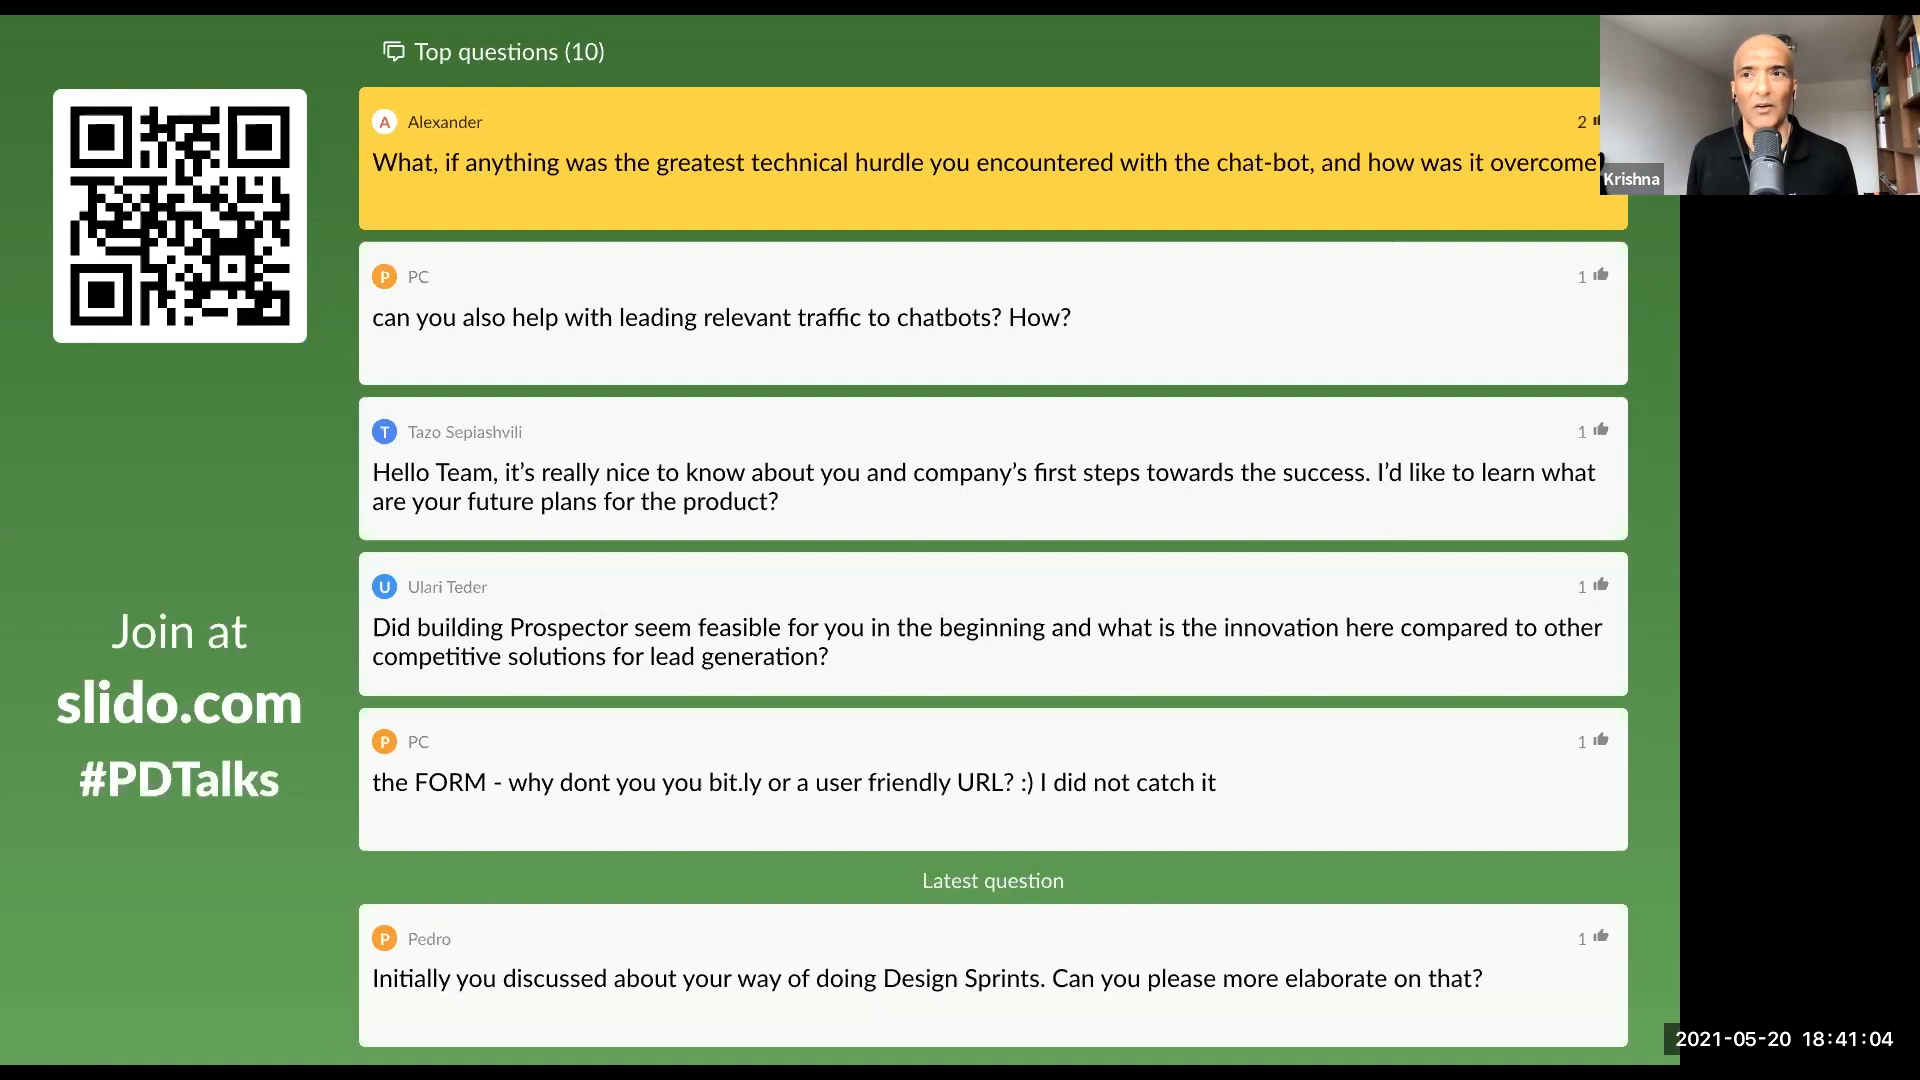 Top questions (10)
A Alexander 2
What, if anything was the greatest technical hurdle you encountered with the chat-bot, and how was it overcome?
Krishna
P PC 1
can you also help with leading relevant traffic to chatbots? How?
T Tazo Sepiashvili 1
Hello Team, it’s really nice to know about you and company’s first steps towards the success. I’d like to learn what
are your future plans for the product?
U Ulari Teder 1
Did building Prospector seem feasible for you in the beginning and what is the innovation here compared to other
competitive solutions for lead generation?
Join at
slido.com
#PDTalks
P PC 1
the FORM - why dont you you bit.ly or a user friendly URL? :) I did not catch it
Latest question
P Pedro 1
Initially you discussed about your way of doing Design Sprints. Can you please more elaborate on that?
2021-05-20 18:41:04